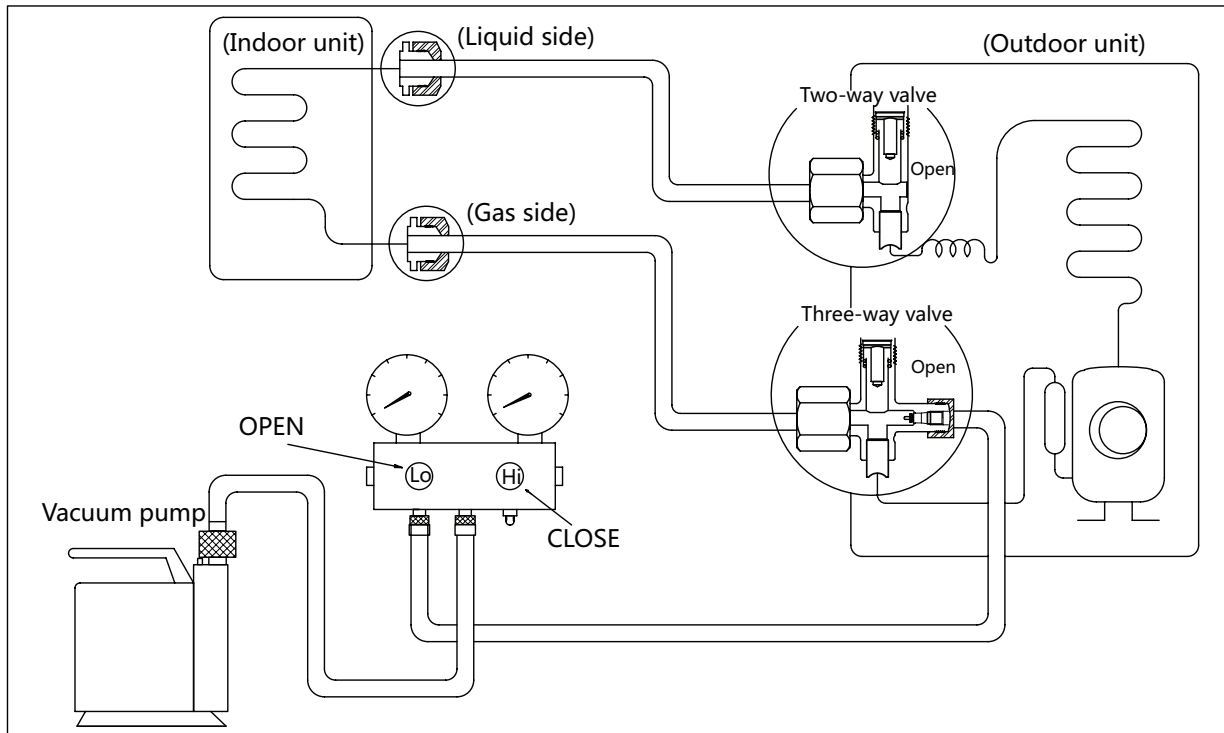 (Indoor unit)
(Liquid side)
(Outdoor unit)
Two-way valve
Open
(Gas side)
Three-way valve
Open
OPEN
Lo
Hi
CLOSE
Vacuum pump